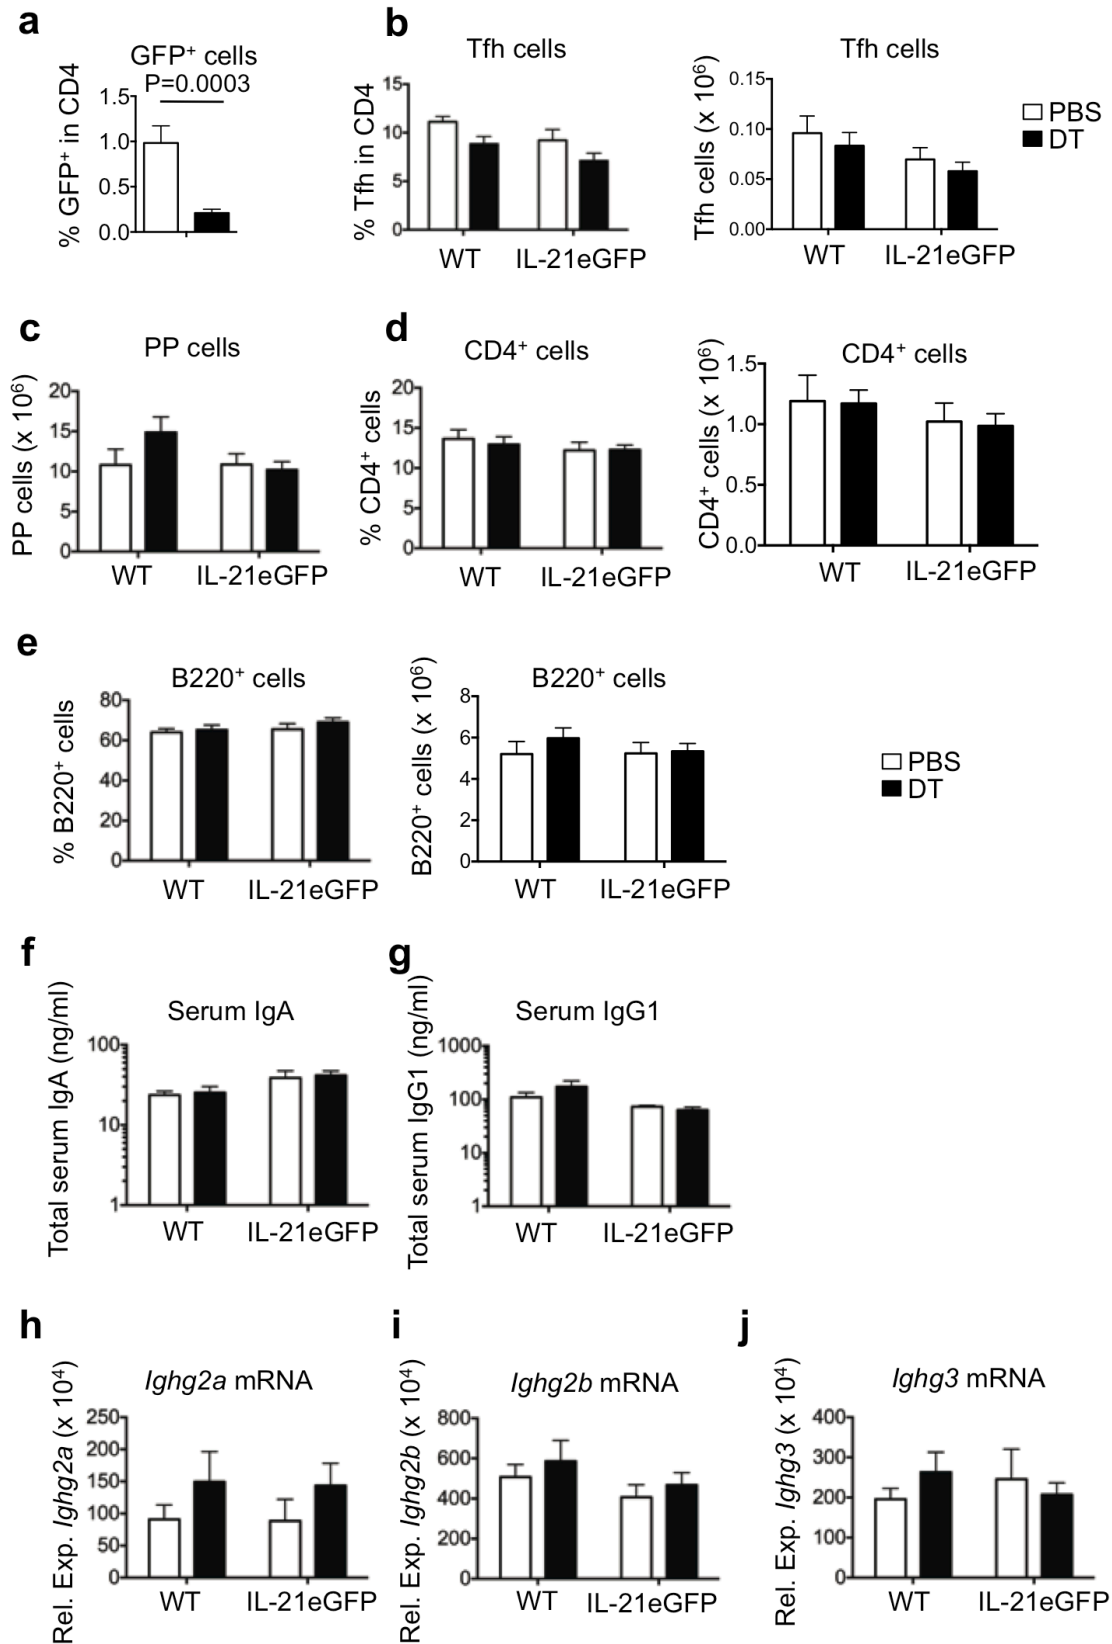 a
GFP⁺ cells
P=0.0003
% GFP⁺ in CD4
1.5
1.0
0.5
0.0
b
Tfh cells
% Tfh in CD4
15
10
5
0
WT IL-21eGFP
Tfh cells
Tfh cells (x 10⁶)
0.15
0.10
0.05
0.00
WT IL-21eGFP
PBS
DT
c
PP cells
PP cells (x 10⁶)
20
15
10
5
0
WT IL-21eGFP
d
CD4⁺ cells
% CD4⁺ cells
20
15
10
5
0
WT IL-21eGFP
CD4⁺ cells
CD4⁺ cells (x 10⁶)
1.5
1.0
0.5
0.0
WT IL-21eGFP
e
B220⁺ cells
% B220⁺ cells
80
60
40
20
0
WT IL-21eGFP
B220⁺ cells
B220⁺ cells (x 10⁶)
8
6
4
2
0
WT IL-21eGFP
PBS
DT
f
Serum IgA
Total serum IgA (ng/ml)
100
10
1
WT IL-21eGFP
g
Serum IgG1
Total serum IgG1 (ng/ml)
1000
100
10
1
WT IL-21eGFP
h
Ighg2a mRNA
Rel. Exp. Ighg2a (x 10⁴)
250
200
150
100
50
0
WT IL-21eGFP
i
Ighg2b mRNA
Rel. Exp. Ighg2b (x 10⁴)
800
600
400
200
0
WT IL-21eGFP
j
Ighg3 mRNA
Rel. Exp. Ighg3 (x 10⁴)
400
300
200
100
0
WT IL-21eGFP